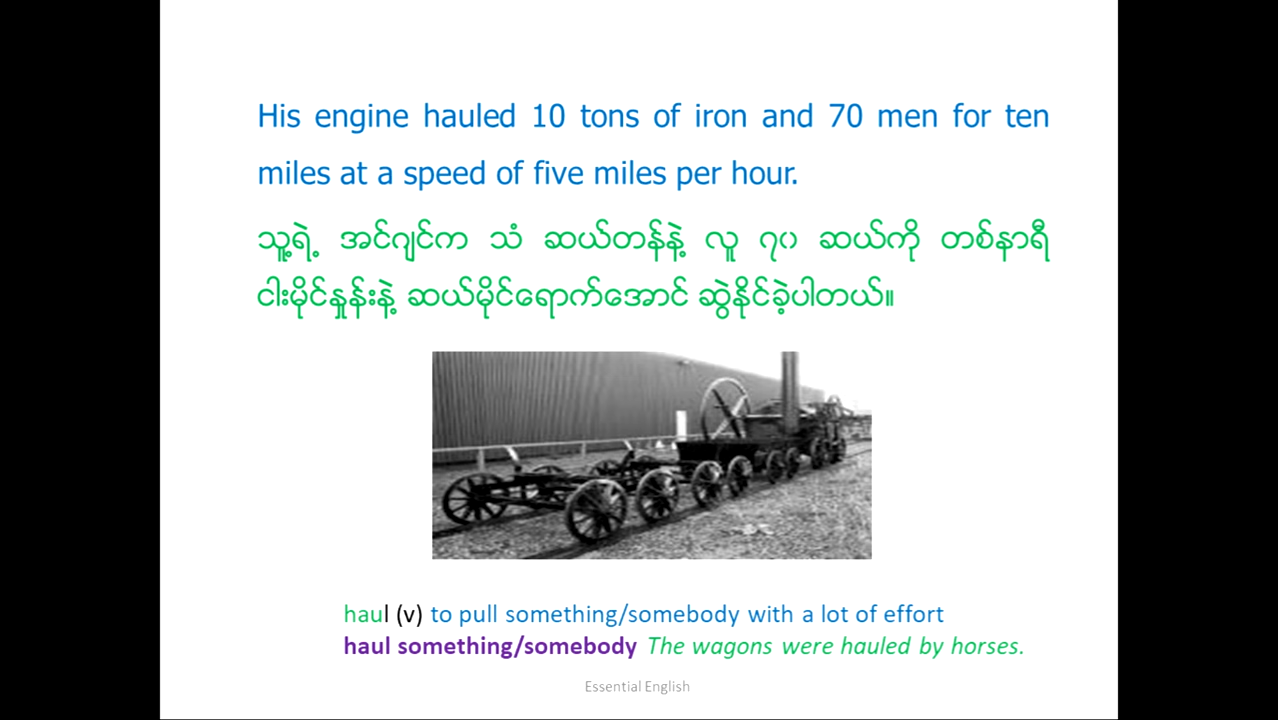 His engine hauled 10 tons of iron and 70 men for ten
miles at a speed of five miles per hour.
သူ့ရဲ့ အင်ဂျင်က သံ ဆယ်တန်နဲ့ လူ ၇၀ ဆယ်ကို တစ်နာရီ
ငါးမိုင်နှုန်းနဲ့ ဆယ်မိုင်ရောက်အောင် ဆွဲနိုင်ခဲ့ပါတယ်။
haul (v) to pull something/somebody with a lot of effort
haul something/somebody The wagons were hauled by horses.
Essential English